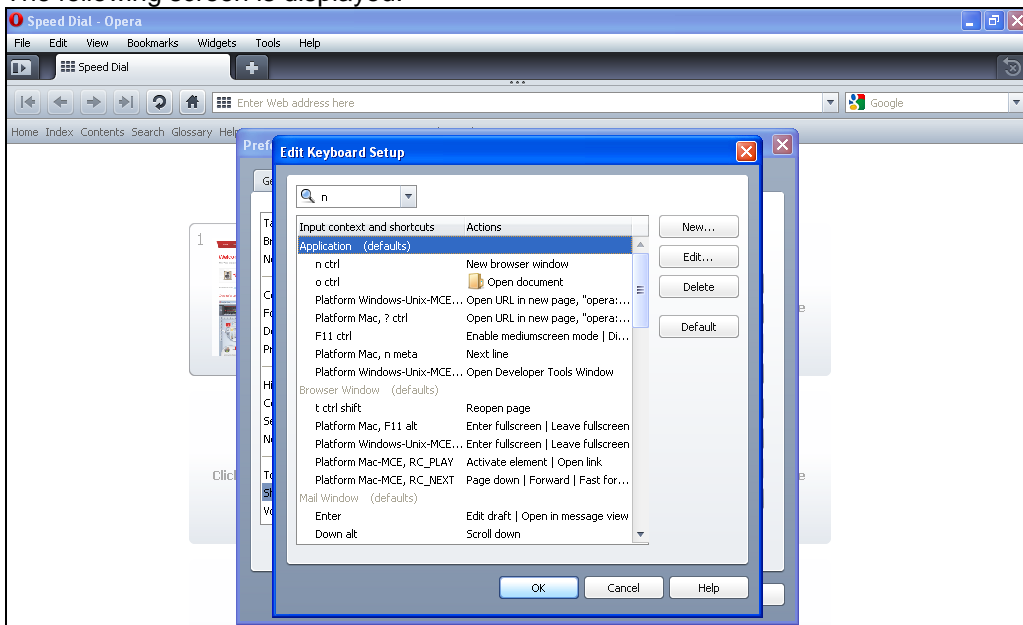 The following screen is displayed:
Speed Dial - Opera
File Edit View Bookmarks Widgets Tools Help
Speed Dial
Enter Web address here
Google
Home Index Contents Search Glossary Help
Edit Keyboard Setup
n
Input context and shortcuts Actions
Application (defaults)
n ctrl New browser window
o ctrl Open document
Platform Windows-Unix-MCE... Open URL in new page, "opera:...
Platform Mac, ? ctrl Open URL in new page, "opera:...
F11 ctrl Enable mediumscreen mode | Di...
Platform Mac, n meta Next line
Platform Windows-Unix-MCE... Open Developer Tools Window
Browser Window (defaults)
t ctrl shift Reopen page
Platform Mac, F11 alt Enter fullscreen | Leave fullscreen
Platform Windows-Unix-MCE... Enter fullscreen | Leave fullscreen
Platform Mac-MCE, RC_PLAY Activate element | Open link
Platform Mac-MCE, RC_NEXT Page down | Forward | Fast for...
Mail Window (defaults)
Enter Edit draft | Open in message view
Down alt Scroll down
New...
Edit...
Delete
Default
OK Cancel Help
1